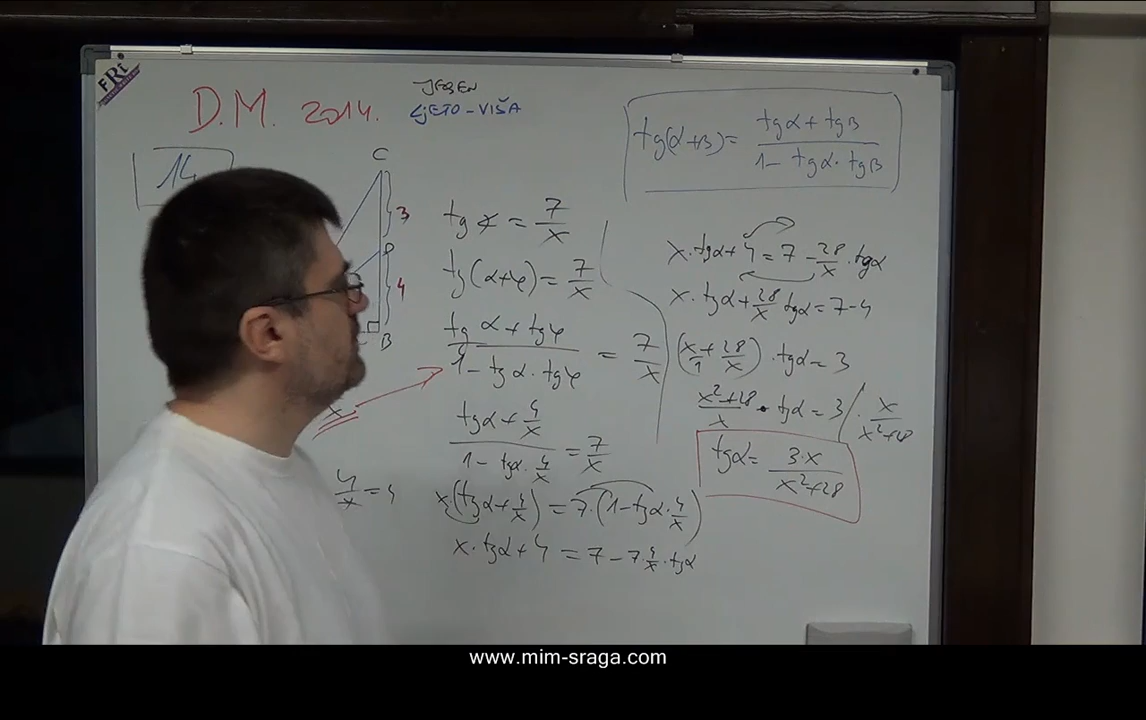 FRI
D.M. 2014.
JESEN
LJETO - VIŠA
14
C
3
P
4
B
x
4/x = 4
tg φ = 7/x
tg(α+φ) = 7/x
(tg α + tg φ)/(1 - tg α · tg φ) = 7/x
(tgα + 4/x)/(1 - tgα · 4/x) = 7/x
x(tgα + 4/x) = 7·(1 - tgα · 4/x)
x·tgα + 4 = 7 - 7·4/x · tgα
tg(α+β) = (tgα + tgβ)/(1 - tgα · tgβ)
x·tgα + 4 = 7 - 28/x · tgα
x·tgα + 28/x tgα = 7 - 4
(x/1 + 28/x) · tgα = 3
(x²+28)/x · tgα = 3 / · x/(x²+28)
tgα = 3·x/(x²+28)
www.mim-sraga.com